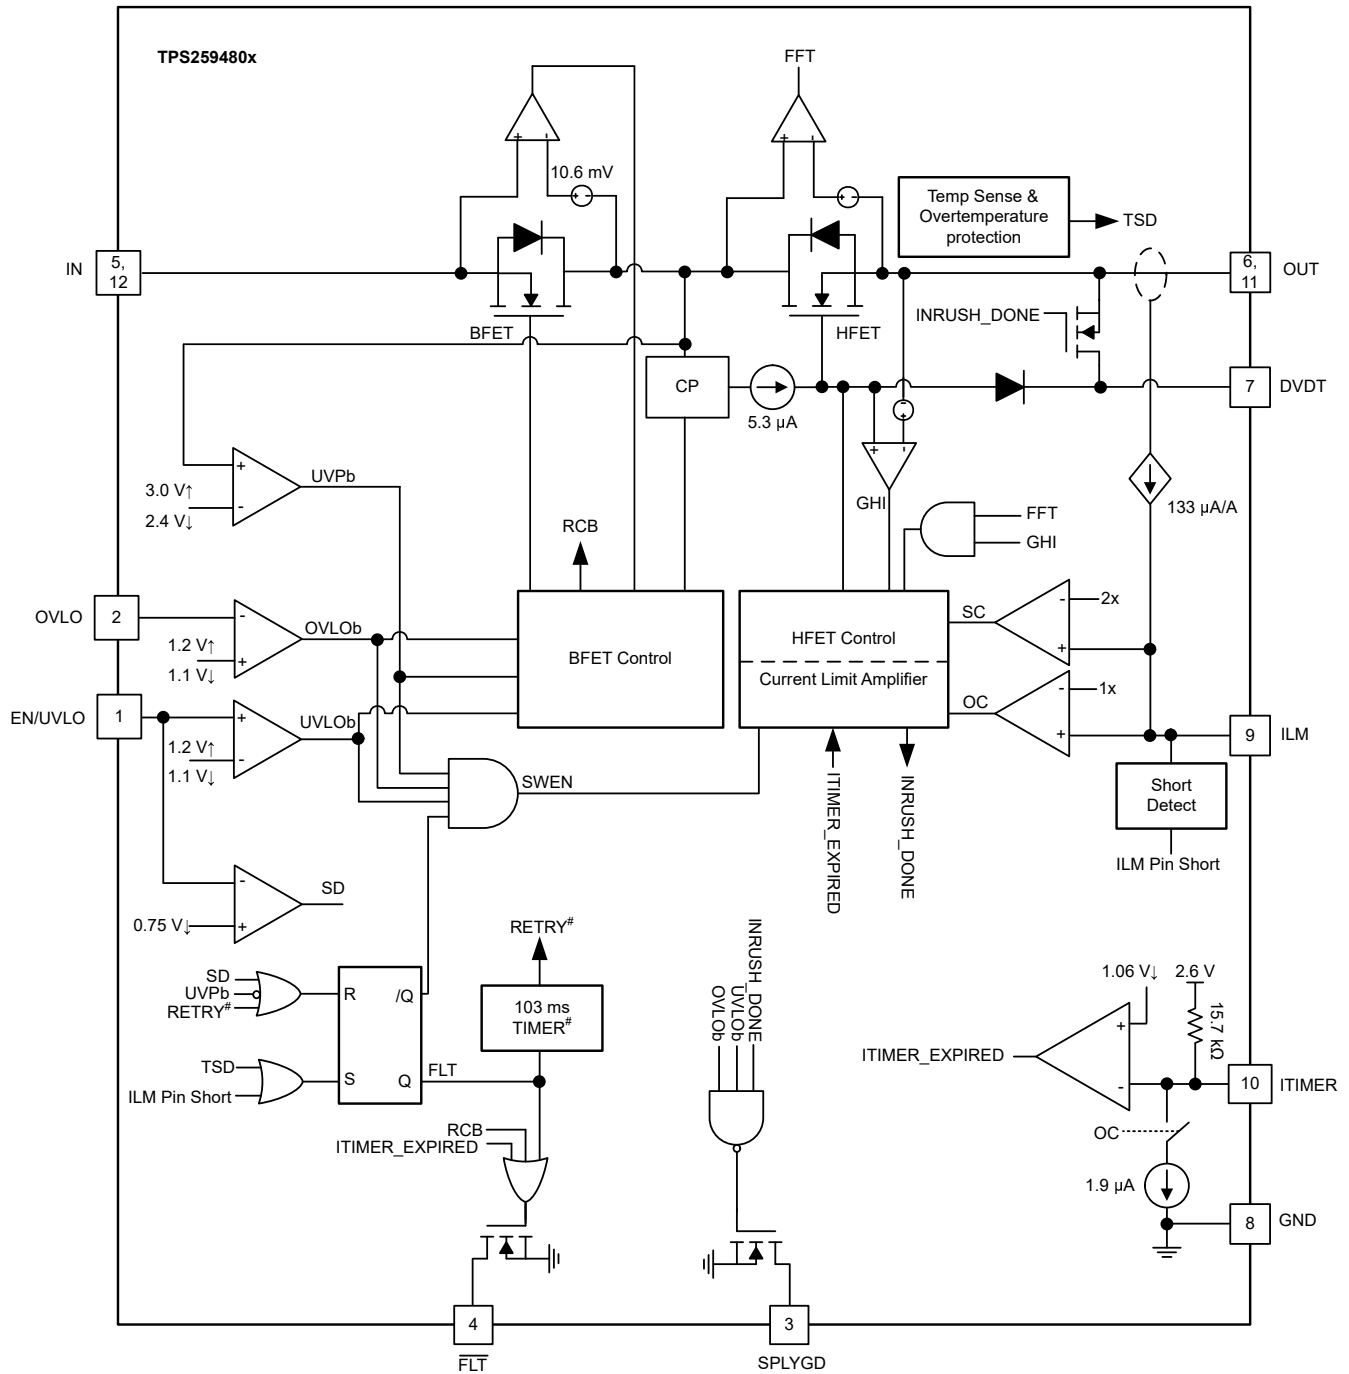 TPS259480x
FFT
+
-
+
-
10.6 mV
+ -
+ -
Temp Sense &
Overtemperature
protection
TSD
IN
5,
12
6,
11
OUT
BFET
HFET
INRUSH_DONE
CP
5.3 µA
7
DVDT
-
+
+
-
GHI
UVPb
+
-
3.0 V↑
2.4 V↓
133 µA/A
RCB
FFT
GHI
OVLO
2
-
+
OVLOb
1.2 V↑
1.1 V↓
BFET Control
HFET Control
Current Limit Amplifier
SC
-
2x
+
OC
-
1x
+
EN/UVLO
1
+
-
UVLOb
1.2 V↑
1.1 V↓
9
ILM
SWEN
Short
Detect
ILM Pin Short
ITIMER_EXPIRED
INRUSH_DONE
-
+
SD
0.75 V↓
RETRY#
103 ms
TIMER#
SD
UVPb
RETRY#
R
/Q
TSD
ILM Pin Short
S
Q
FLT
INRUSH_DONE
UVLOb
OVLOb
1.06 V↓
2.6 V
15.7 kΩ
ITIMER_EXPIRED
+
-
10
ITIMER
OC
1.9 µA
8
GND
RCB
ITIMER_EXPIRED
4
FLT
3
SPLYGD